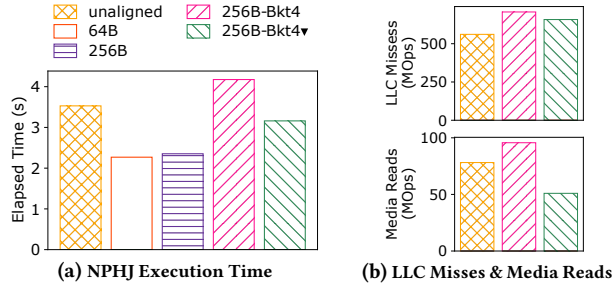 unaligned
64B
256B
256B-Bkt4
256B-Bkt4▾
Elapsed Time (s)
4
3
2
1
0
(a) NPHJ Execution Time
LLC Missess
(MOps)
500
250
0
Media Reads
(MOps)
100
50
0
(b) LLC Misses & Media Reads